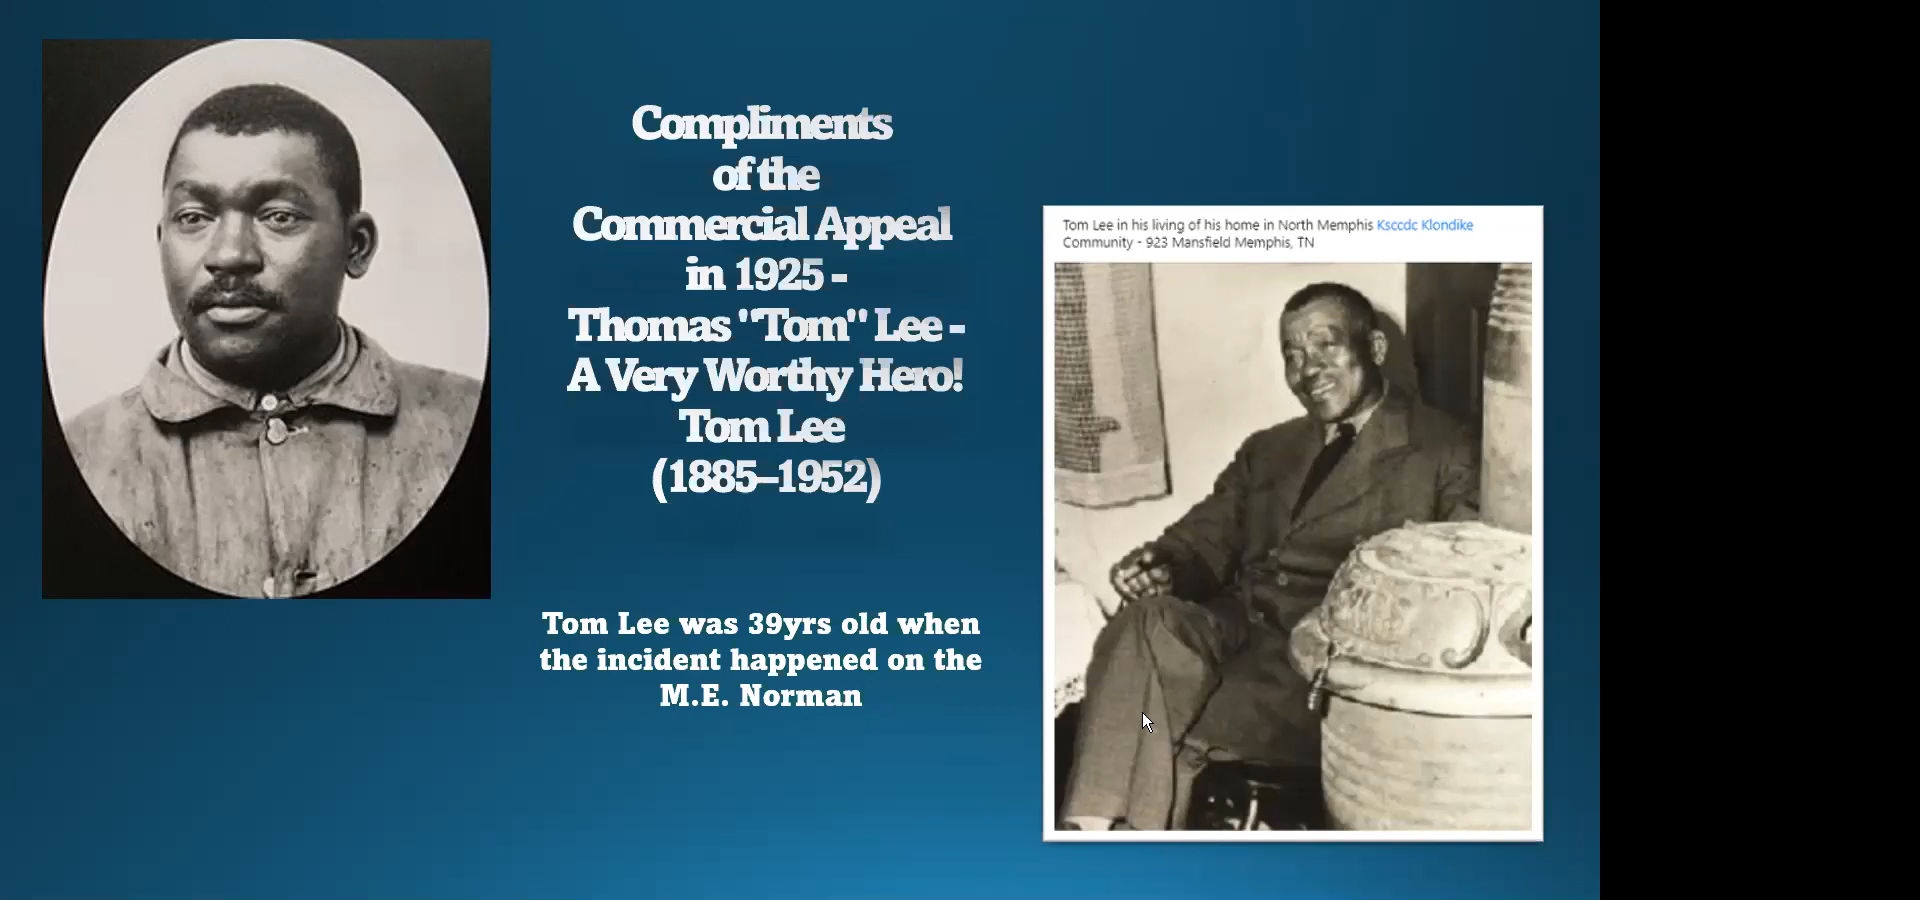 Compliments
of the
Commercial Appeal
in 1925 -
Thomas "Tom" Lee -
A Very Worthy Hero!
Tom Lee
(1885–1952)
Tom Lee was 39yrs old when
the incident happened on the
M.E. Norman
Tom Lee in his living of his home in North Memphis Ksccdc Klondike
Community - 923 Mansfield Memphis, TN